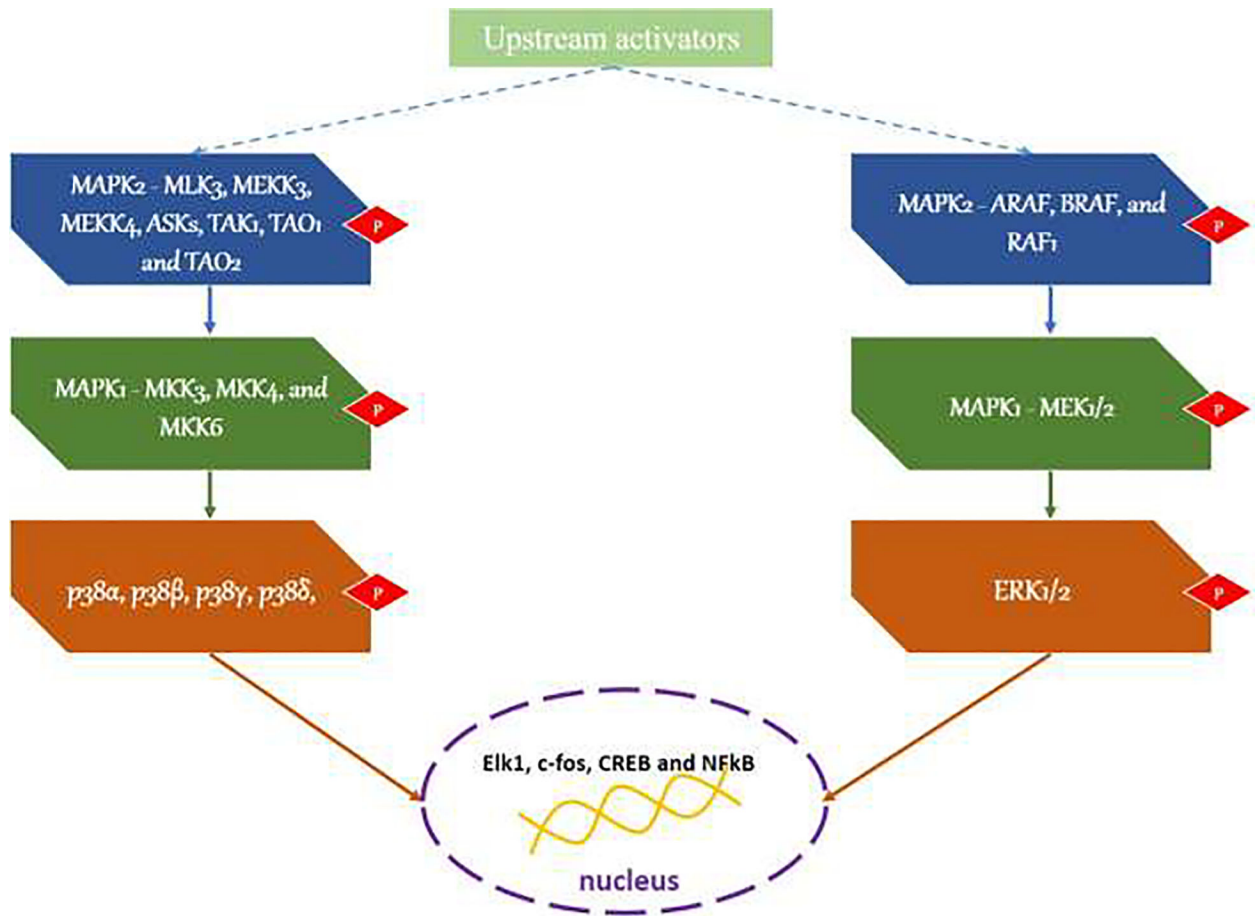 Upstream activators
MAPK2 - MLK3, MEKK3,
MEKK4, ASKs, TAK1, TAO1
and TAO2
P
MAPK2 - ARAF, BRAF, and
RAF1
P
MAPK1 - MKK3, MKK4, and
MKK6
P
MAPK1 - MEK1/2
P
p38α, p38β, p38γ, p38δ,
P
ERK1/2
P
Elk1, c-fos, CREB and NFkB
nucleus